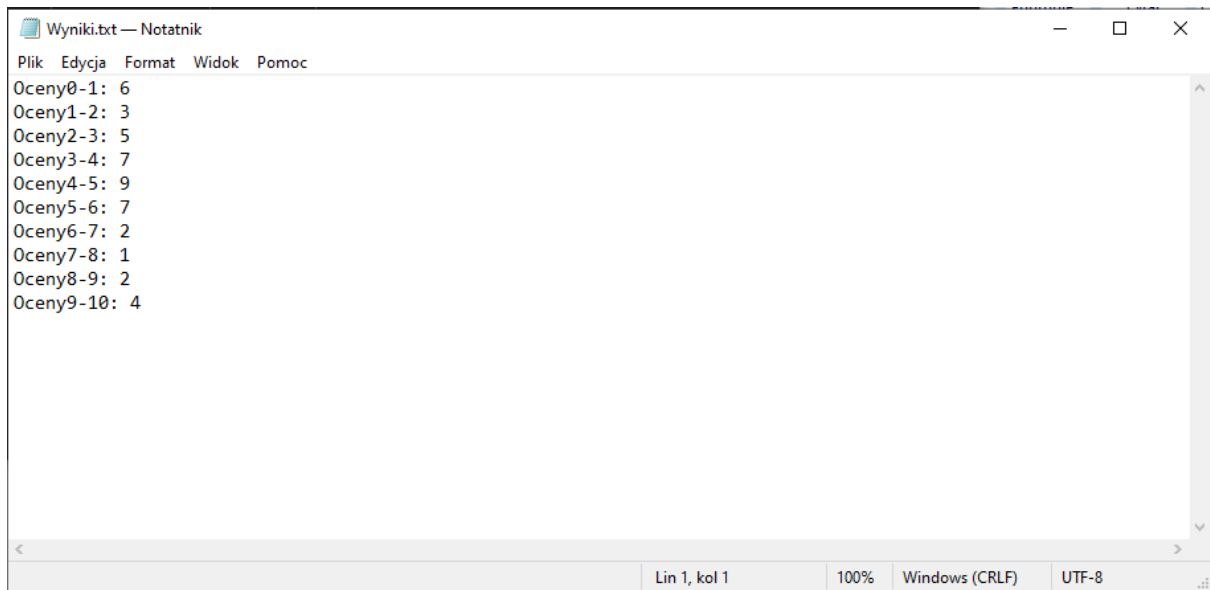 Wyniki.txt — Notatnik
Plik Edycja Format Widok Pomoc
Oceny0-1: 6
Oceny1-2: 3
Oceny2-3: 5
Oceny3-4: 7
Oceny4-5: 9
Oceny5-6: 7
Oceny6-7: 2
Oceny7-8: 1
Oceny8-9: 2
Oceny9-10: 4
Lin 1, kol 1 100% Windows (CRLF) UTF-8